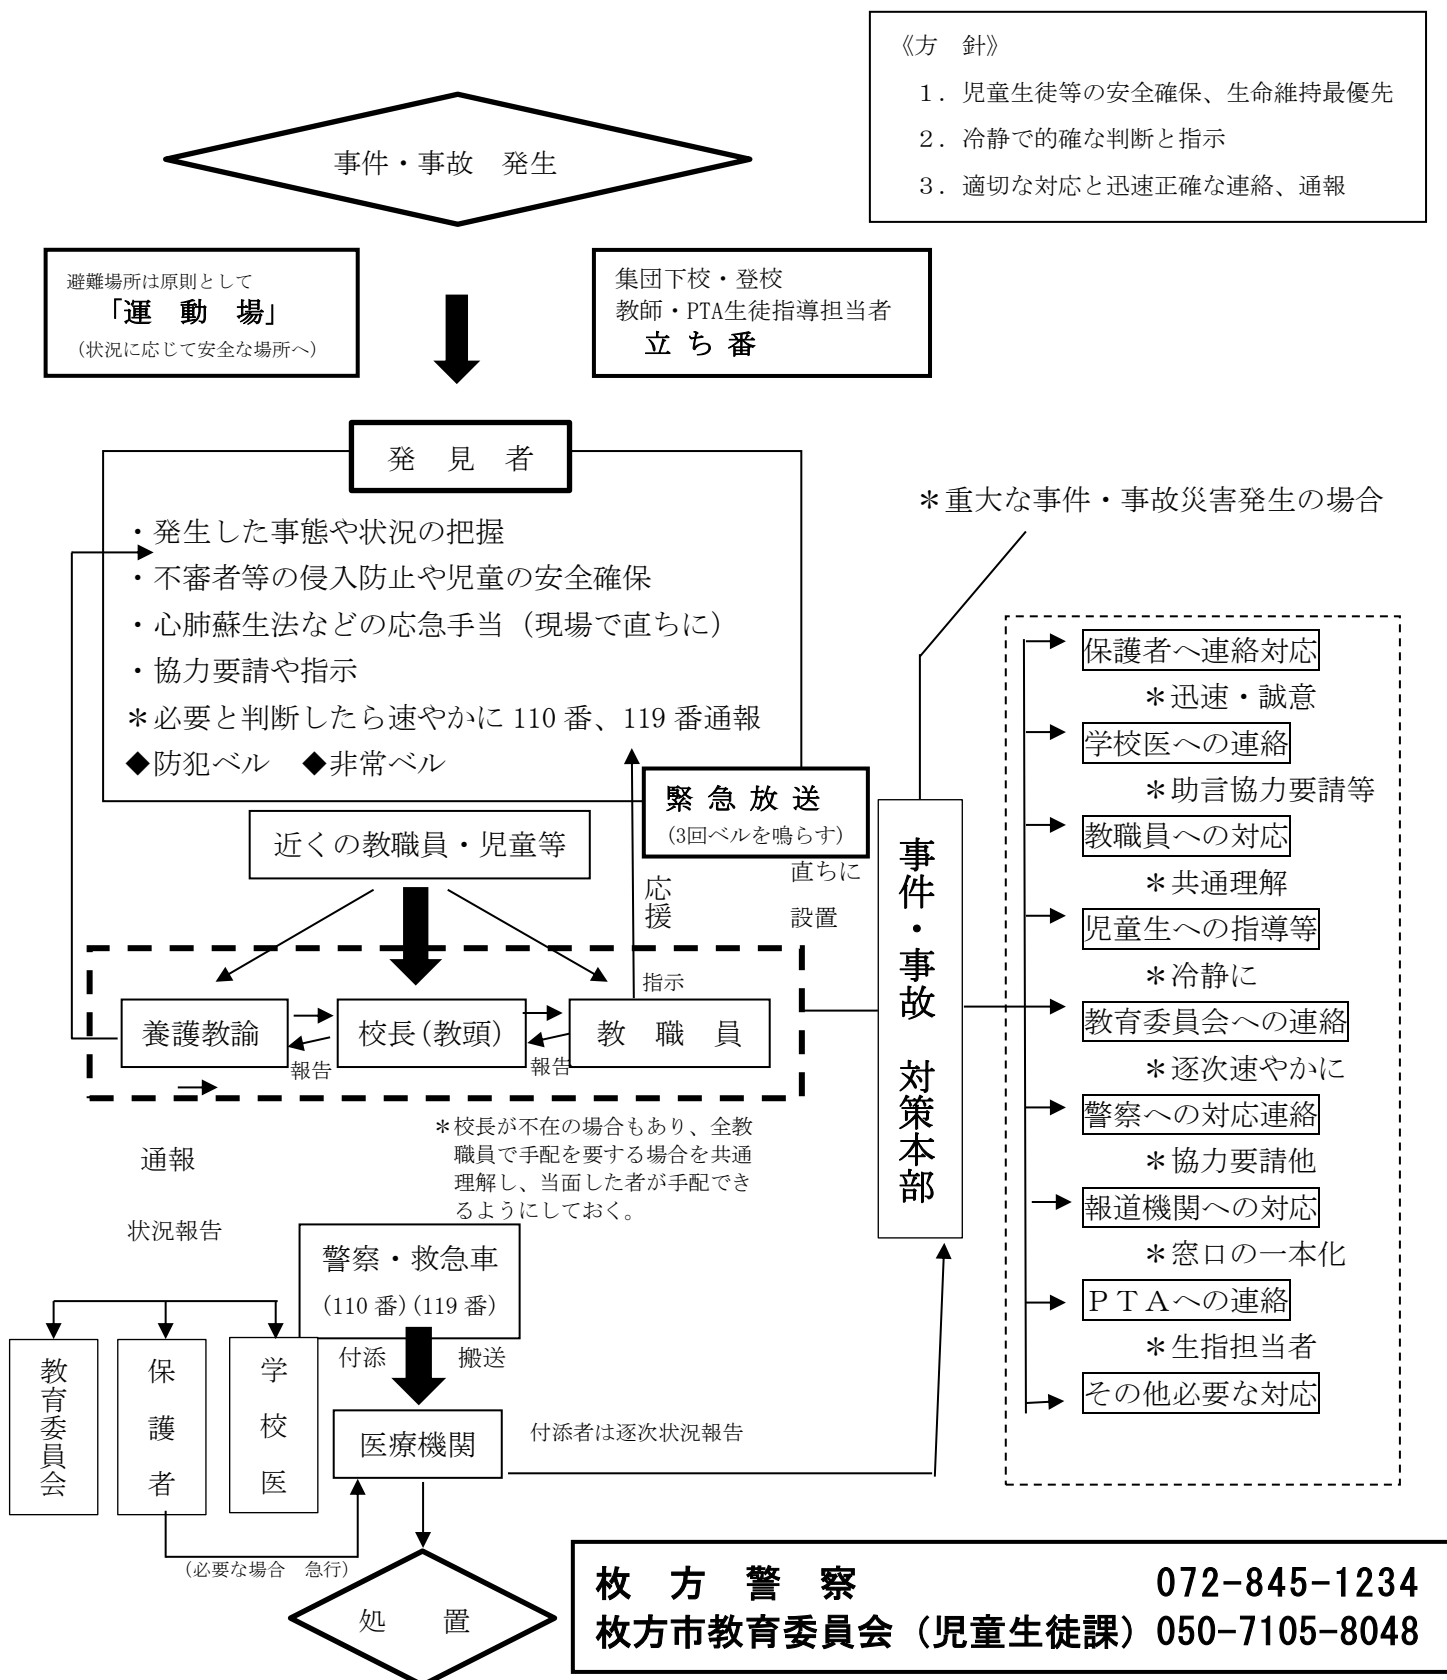 《方　針》
１．児童生徒等の安全確保、生命維持最優先
２．冷静で的確な判断と指示
３．適切な対応と迅速正確な連絡、通報
事件・事故　発生
避難場所は原則として
「運　動　場」
（状況に応じて安全な場所へ）
集団下校・登校
教師・PTA生徒指導担当者
立 ち 番
発　見　者
・発生した事態や状況の把握
・不審者等の侵入防止や児童の安全確保
・心肺蘇生法などの応急手当（現場で直ちに）
・協力要請や指示
＊必要と判断したら速やかに 110 番、119 番通報
◆防犯ベル　◆非常ベル
緊 急 放 送
（3回ベルを鳴らす）
近くの教職員・児童等
応援
直ちに
設置
指示
養護教諭
校長(教頭)
教　職　員
報告
報告
＊校長が不在の場合もあり、全教
職員で手配を要する場合を共通
理解し、当面した者が手配でき
るようにしておく。
通報
状況報告
警察・救急車
(110 番)(119 番)
付添
搬送
教育委員会
保護者
学校医
医療機関
付添者は逐次状況報告
（必要な場合　急行）
処　　置
＊重大な事件・事故災害発生の場合
事件・事故　対策本部
保護者へ連絡対応
＊迅速・誠意
学校医への連絡
＊助言協力要請等
教職員への対応
＊共通理解
児童生への指導等
＊冷静に
教育委員会への連絡
＊逐次速やかに
警察への対応連絡
＊協力要請他
報道機関への対応
＊窓口の一本化
ＰＴＡへの連絡
＊生指担当者
その他必要な対応
枚　方　警　察　072-845-1234
枚方市教育委員会（児童生徒課）050-7105-8048